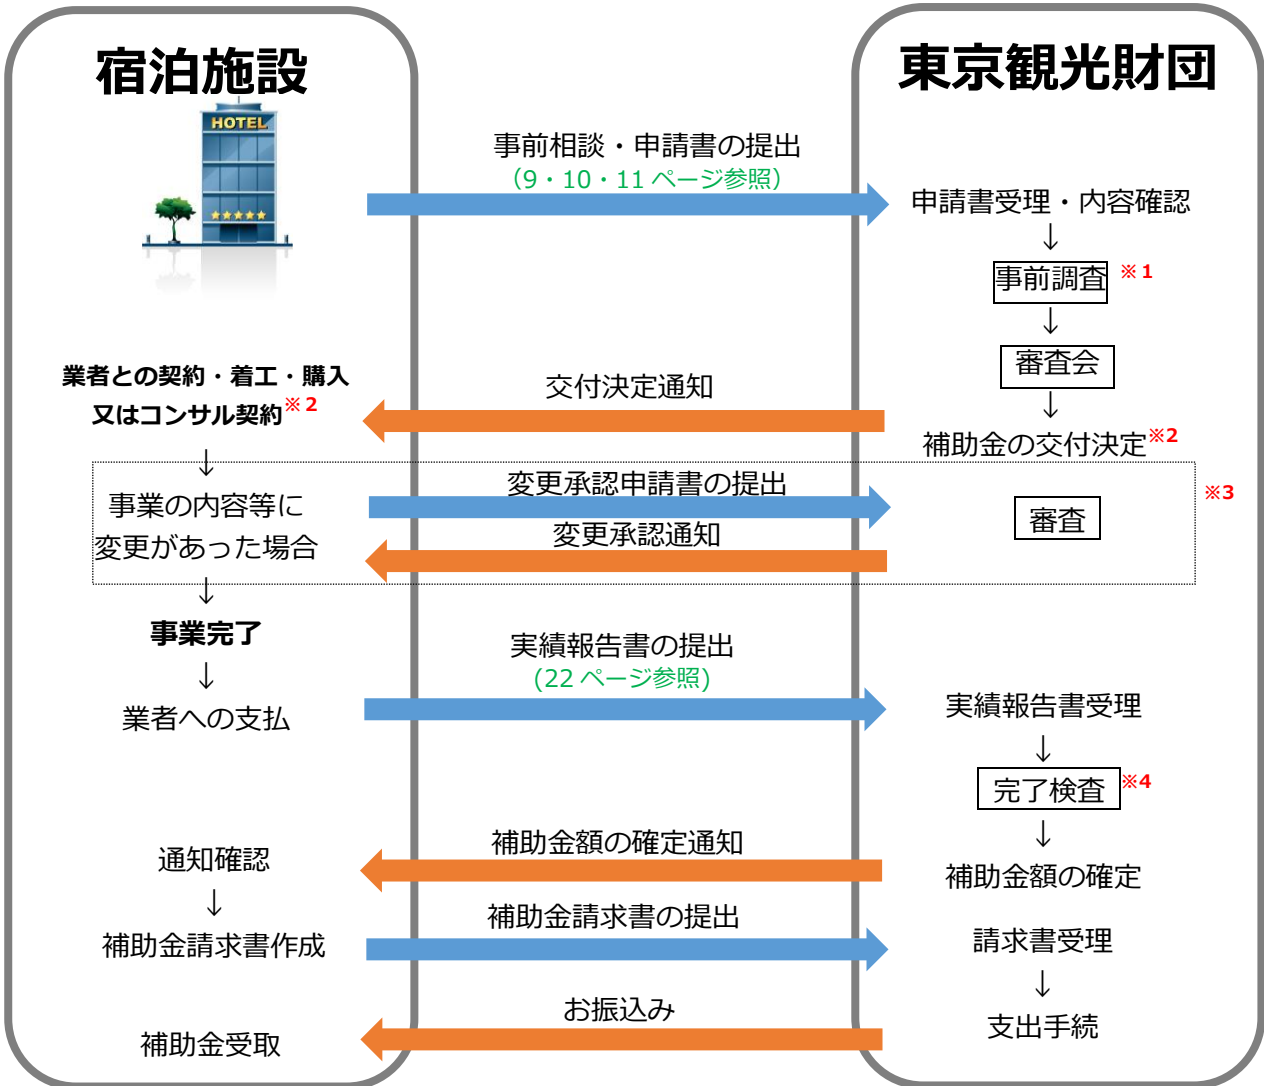 宿泊施設
東京観光財団
HOTEL
事前相談・申請書の提出
（9・10・11 ページ参照）
申請書受理・内容確認
↓
事前調査 ※1
↓
審査会
↓
補助金の交付決定※2
交付決定通知
業者との契約・着工・購入
又はコンサル契約※2
↓
事業の内容等に
変更があった場合
変更承認申請書の提出
変更承認通知
審査
※3
↓
事業完了
↓
業者への支払
実績報告書の提出
(22 ページ参照)
実績報告書受理
↓
完了検査 ※4
↓
補助金額の確定
補助金額の確定通知
通知確認
↓
補助金請求書作成
補助金請求書の提出
請求書受理
↓
支出手続
お振込み
補助金受取